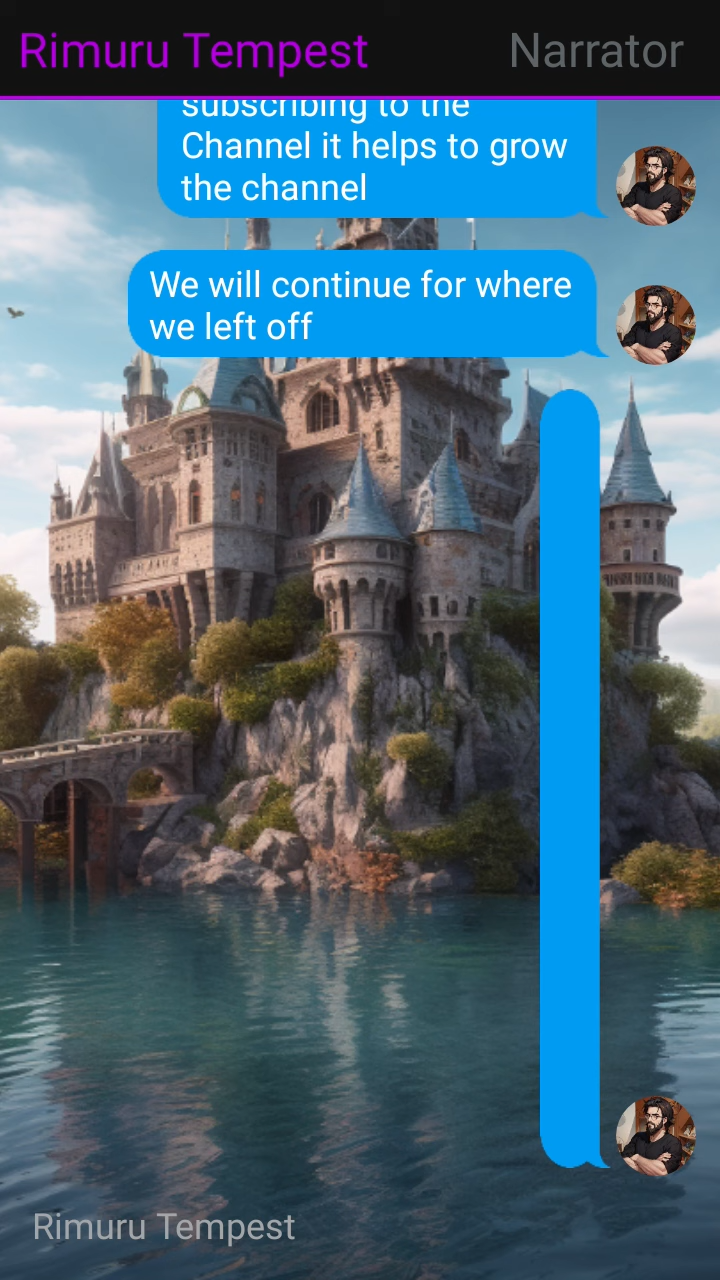 Rimuru Tempest Narrator
subscribing to the
Channel it helps to grow
the channel
We will continue for where
we left off
Rimuru Tempest